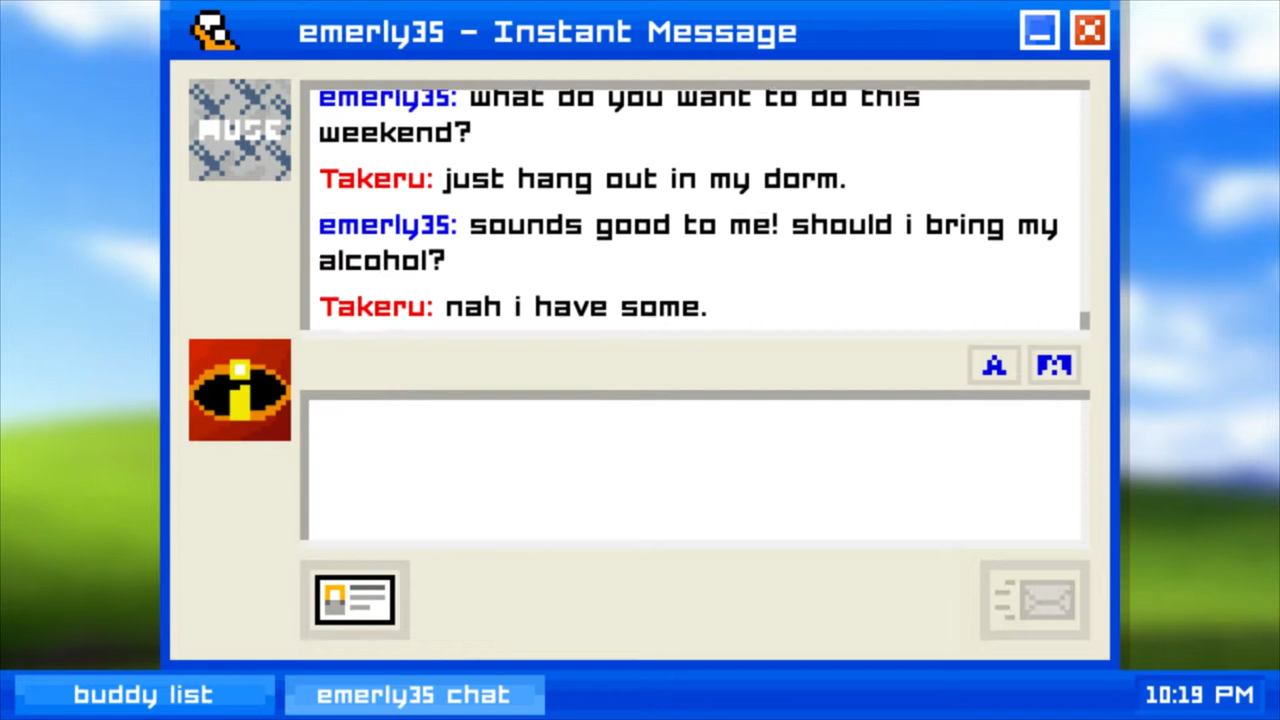 emerly35 - Instant Message
MUSE
emerly35: what do you want to do this
weekend?
Takeru: just hang out in my dorm.
emerly35: sounds good to me! should i bring my
alcohol?
Takeru: nah i have some.
A
i
buddy list
emerly35 chat
10:19 PM